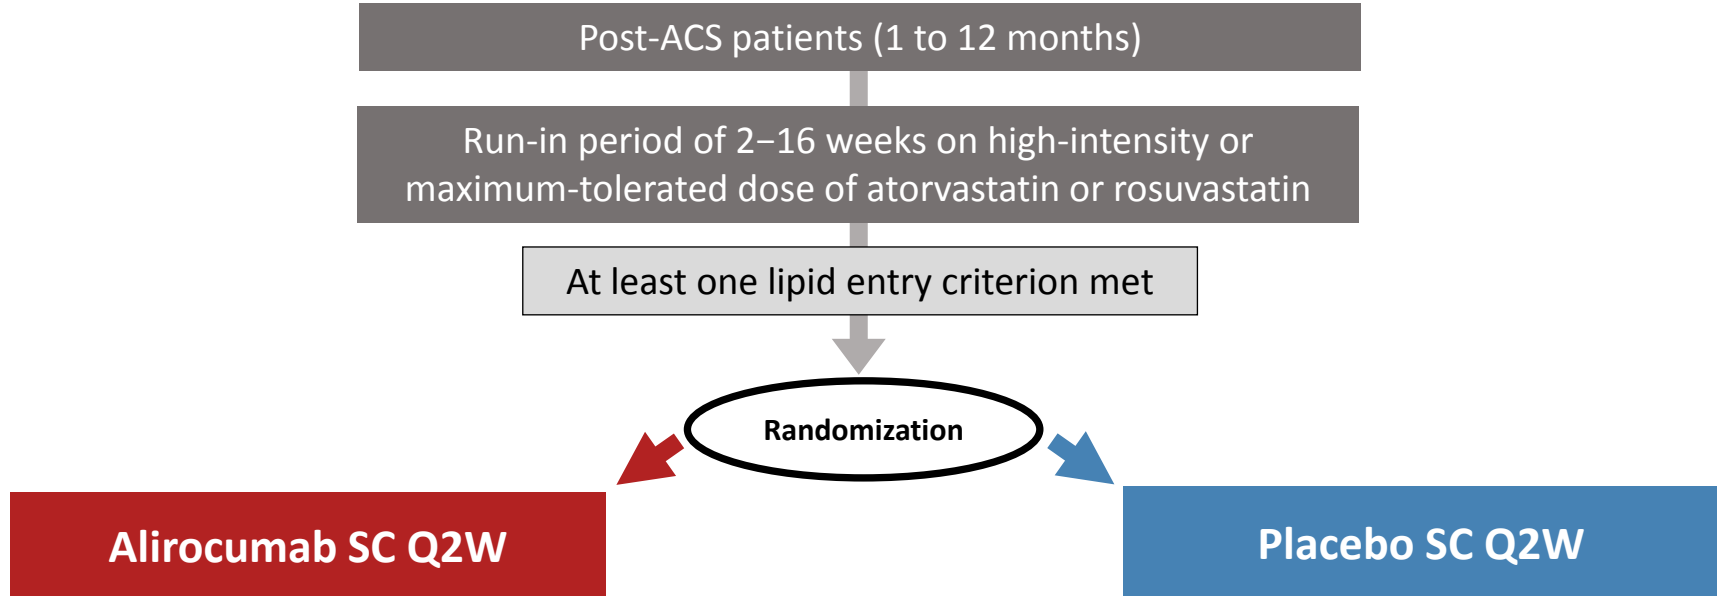 Post-ACS patients (1 to 12 months)
Run-in period of 2−16 weeks on high-intensity or
maximum-tolerated dose of atorvastatin or rosuvastatin
At least one lipid entry criterion met
Randomization
Alirocumab SC Q2W
Placebo SC Q2W